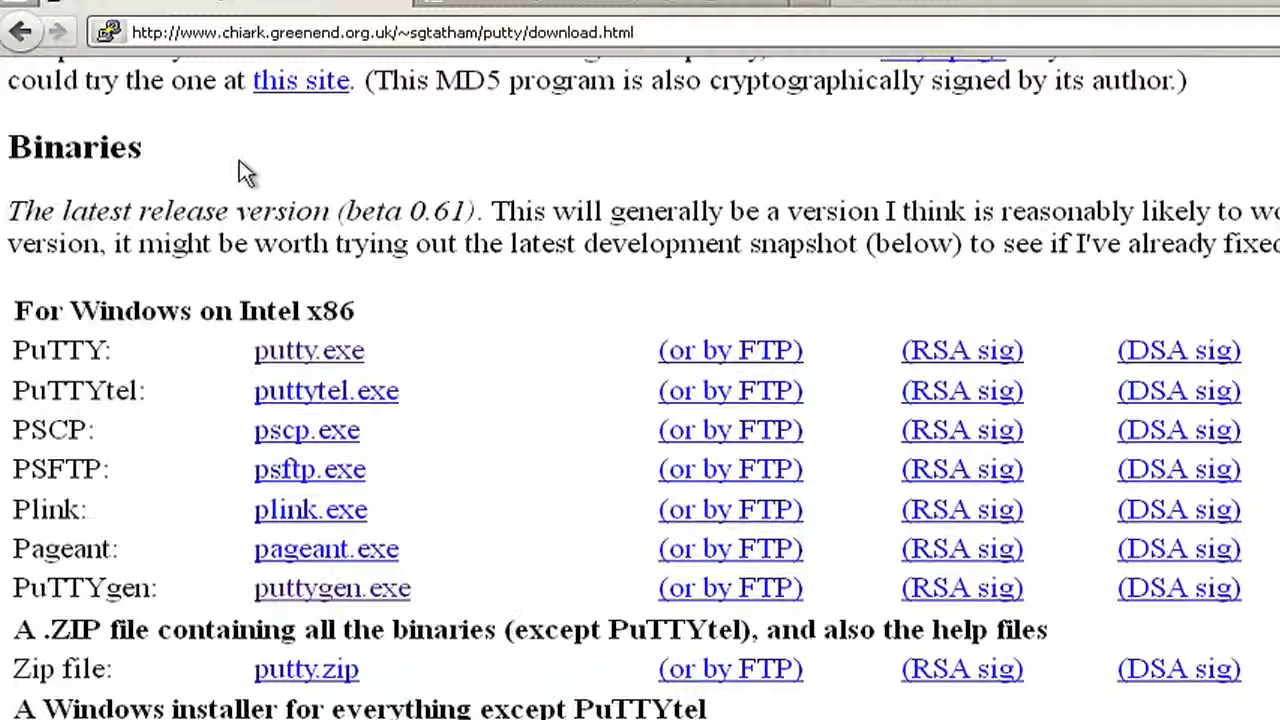 http://www.chiark.greenend.org.uk/~sgtatham/putty/download.html
could try the one at this site. (This MD5 program is also cryptographically signed by its author.)
Binaries
The latest release version (beta 0.61). This will generally be a version I think is reasonably likely to
version, it might be worth trying out the latest development snapshot (below) to see if I've already fixed
For Windows on Intel x86
PuTTY: putty.exe (or by FTP) (RSA sig) (DSA sig)
PuTTYtel: puttytel.exe (or by FTP) (RSA sig) (DSA sig)
PSCP: pscp.exe (or by FTP) (RSA sig) (DSA sig)
PSFTP: psftp.exe (or by FTP) (RSA sig) (DSA sig)
Plink: plink.exe (or by FTP) (RSA sig) (DSA sig)
Pageant: pageant.exe (or by FTP) (RSA sig) (DSA sig)
PuTTYgen: puttygen.exe (or by FTP) (RSA sig) (DSA sig)
A .ZIP file containing all the binaries (except PuTTYtel), and also the help files
Zip file: putty.zip (or by FTP) (RSA sig) (DSA sig)
A Windows installer for everything except PuTTYtel